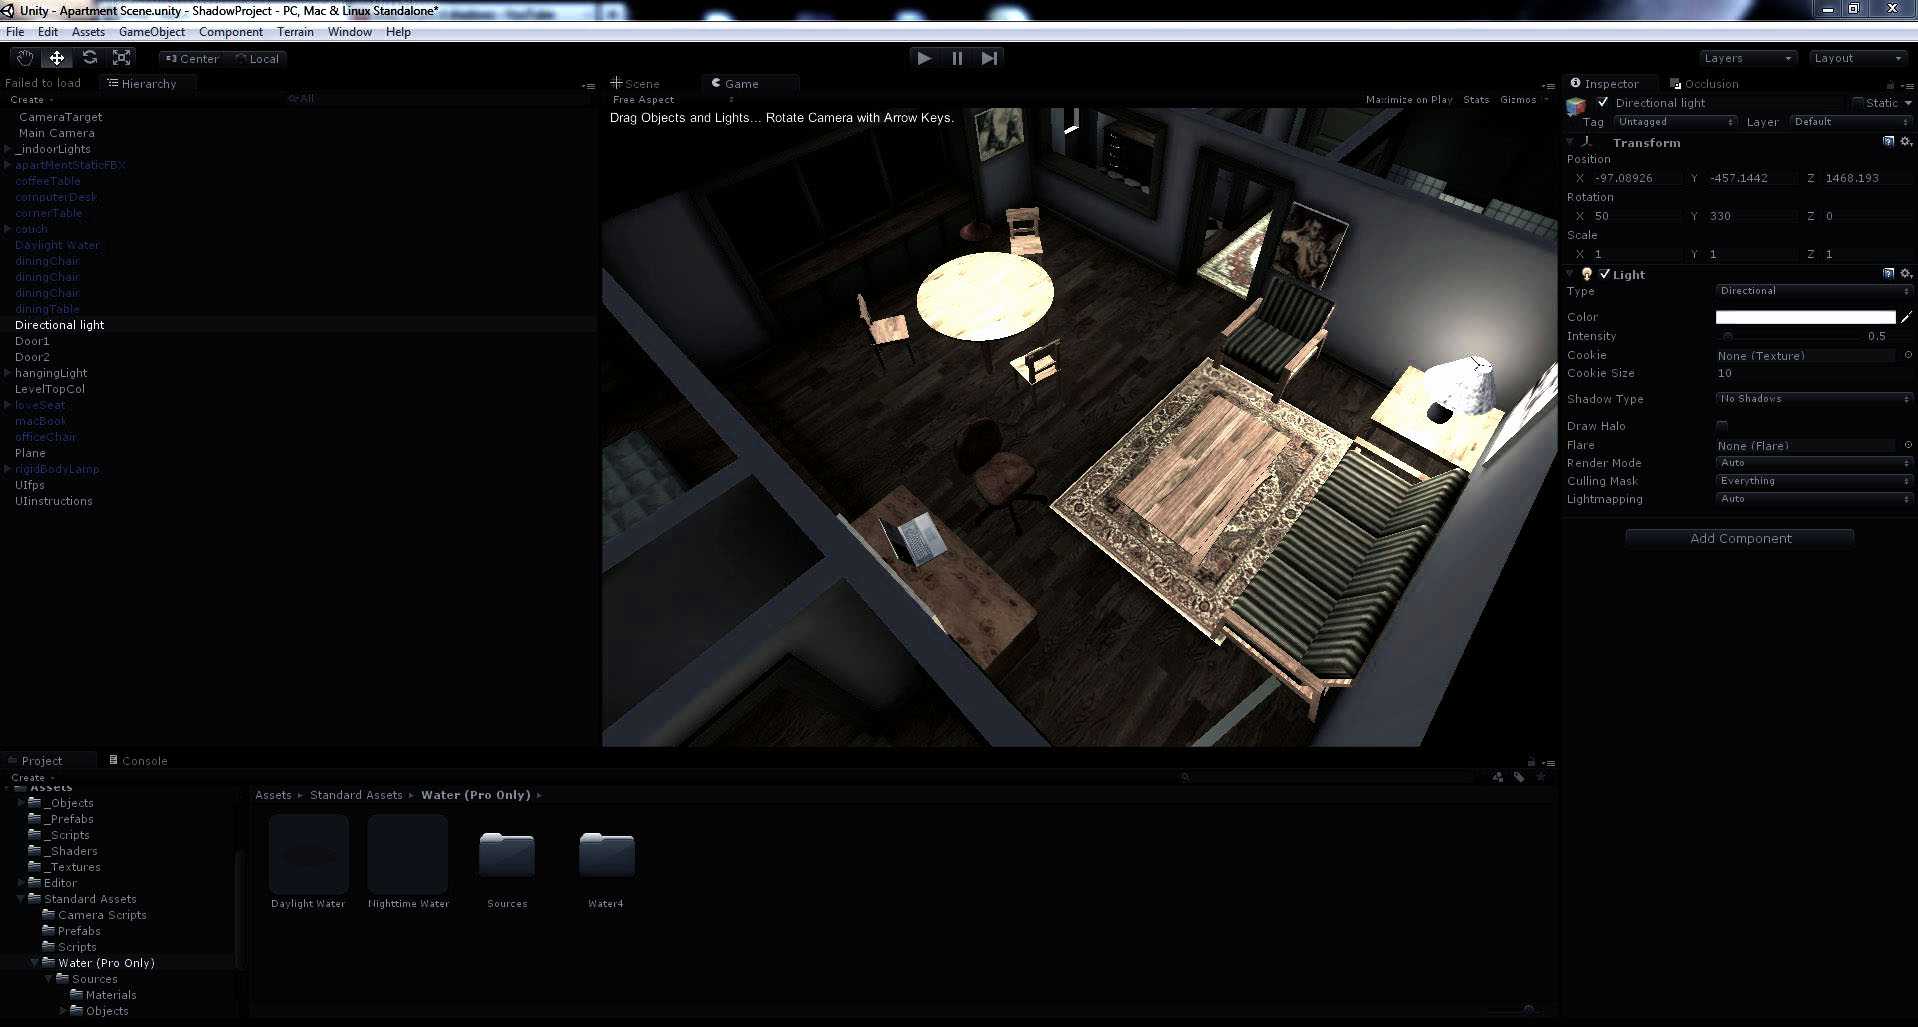 Unity - Apartment Scene.unity - ShadowProject - PC, Mac & Linux Standalone*
File Edit Assets GameObject Component Terrain Window Help
Center Local
Layers Layout
Failed to load Hierarchy
Create All
CameraTarget
Main Camera
_indoorLights
apartMentStaticFBX
coffeeTable
computerDesk
cornerTable
couch
Daylight Water
diningChair
diningChair
diningChair
diningTable
Directional light
Door1
Door2
hangingLight
LevelTopCol
loveSeat
macBook
officeChair
Plane
rigidBodyLamp
UIfps
UIinstructions
Scene Game
Free Aspect Maximize on Play Stats Gizmos
Drag Objects and Lights... Rotate Camera with Arrow Keys.
Inspector Occlusion
Directional light Static
Tag Untagged Layer Default
Transform
Position
X -97.08926 Y -457.1442 Z 1468.193
Rotation
X 50 Y 330 Z 0
Scale
X 1 Y 1 Z 1
Light
Type Directional
Color
Intensity 0.5
Cookie None (Texture)
Cookie Size 10
Shadow Type No Shadows
Draw Halo
Flare None (Flare)
Render Mode Auto
Culling Mask Everything
Lightmapping Auto
Add Component
Project Console
Create
Assets
_Objects
_Prefabs
_Scripts
_Shaders
_Textures
Editor
Standard Assets
Camera Scripts
Prefabs
Scripts
Water (Pro Only)
Sources
Materials
Objects
Assets Standard Assets Water (Pro Only)
Daylight Water Nighttime Water Sources Water4